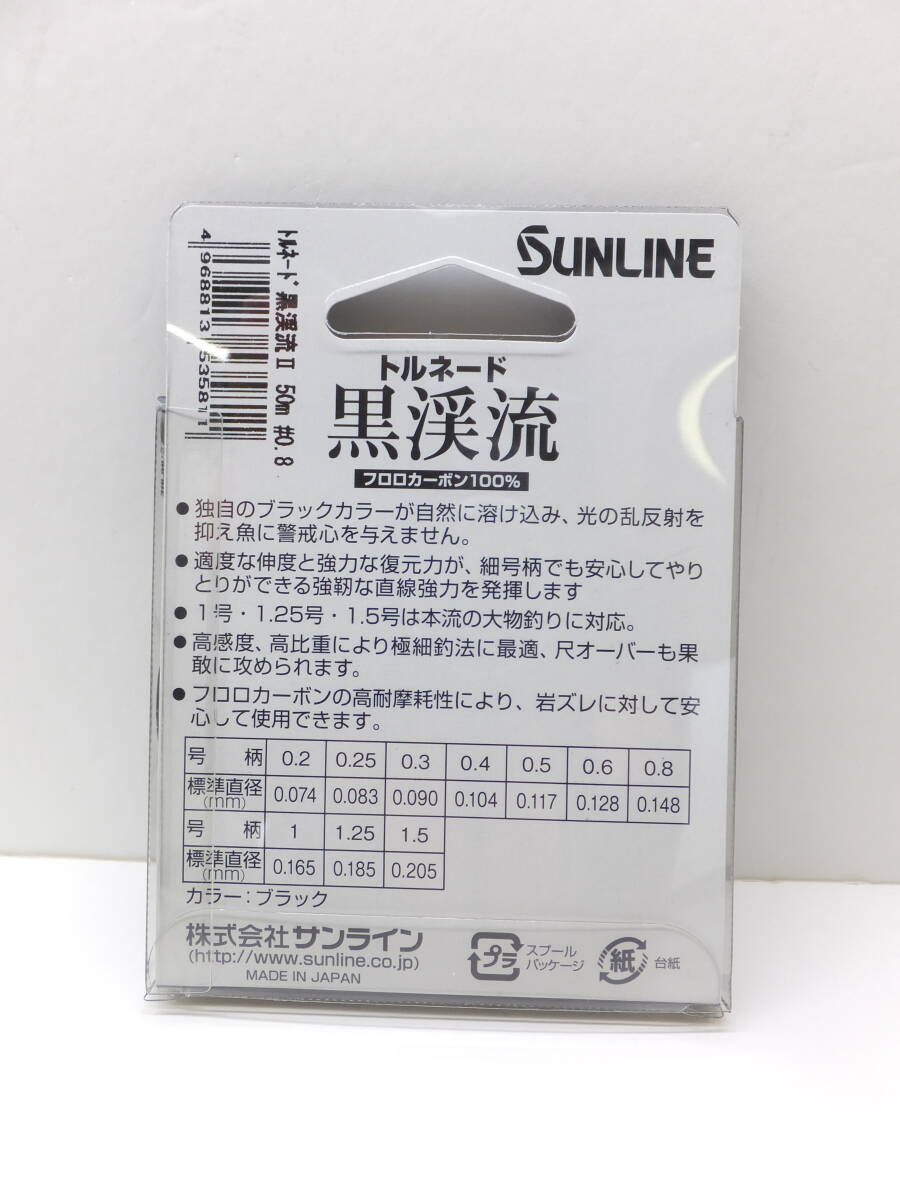 SUNLINE
4 968813 535811
トルネード 黒渓流Ⅱ 50m #0.8
トルネード
黒渓流
フロロカーボン100%
● 独自のブラックカラーが自然に溶け込み、光の乱反射を
抑え魚に警戒心を与えません。
● 適度な伸度と強力な復元力が、細号柄でも安心してやり
とりができる強靭な直線強力を発揮します
● 1号・1.25号・1.5号は本流の大物釣りに対応。
● 高感度、高比重により極細釣法に最適、尺オーバーも果
敢に攻められます。
● フロロカーボンの高耐摩耗性により、岩ズレに対して安
心して使用できます。
号 柄 0.2 0.25 0.3 0.4 0.5 0.6 0.8
標準直径(mm) 0.074 0.083 0.090 0.104 0.117 0.128 0.148
号 柄 1 1.25 1.5
標準直径(mm) 0.165 0.185 0.205
カラー:ブラック
株式会社サンライン
(http://www.sunline.co.jp)
MADE IN JAPAN
プラ
スプール
パッケージ
紙
台紙